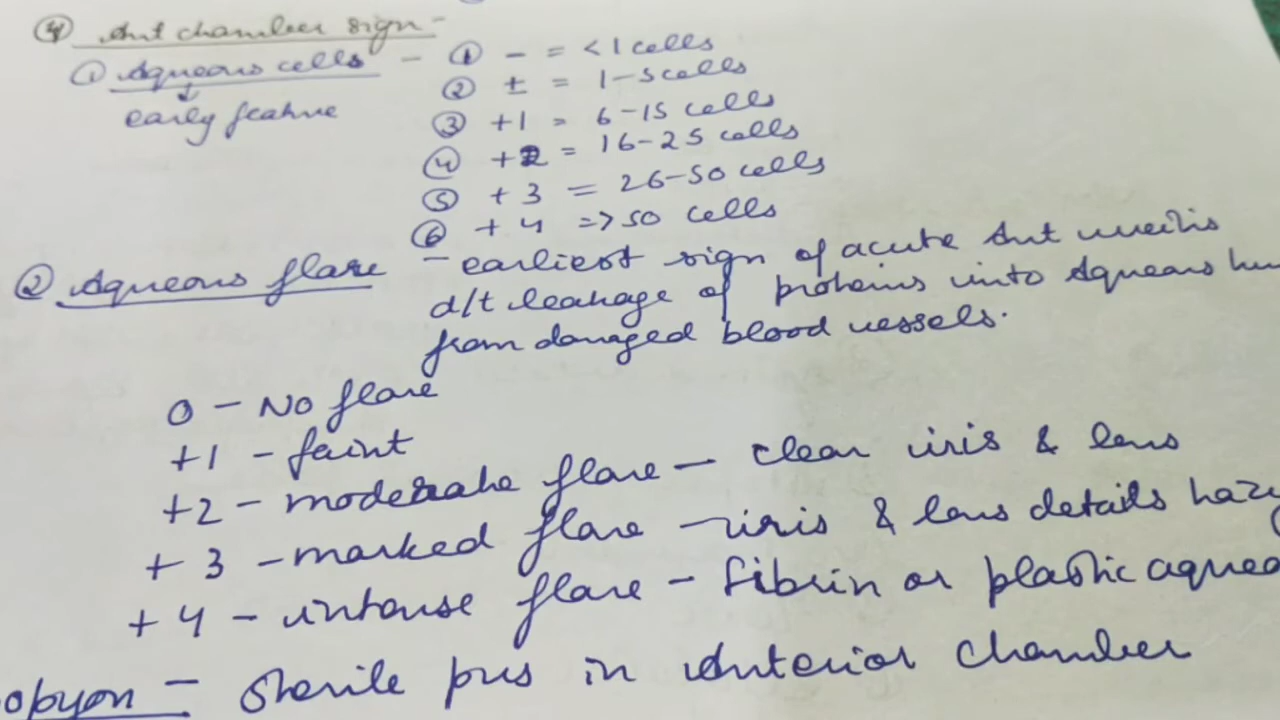 ④ Ant chamber sign -
① Aqueous cells - ① - = < 1 cells
↓
early feature
② ± = 1-5 cells
③ +1 = 6-15 cells
④ +2 = 16-25 cells
⑤ +3 = 26-50 cells
⑥ +4 => 50 cells
② Aqueous flare - earliest sign of acute Ant uveitis
d/t leakage of proteins into Aqueous hu
from damaged blood vessels.
0 - No flare
+1 - faint
+2 - moderate flare - clear iris & lens
+3 - marked flare - iris & lens details hazy
+4 - intense flare - fibrin or plastic aqueo
opyon - Sterile pus in Anterior chamber